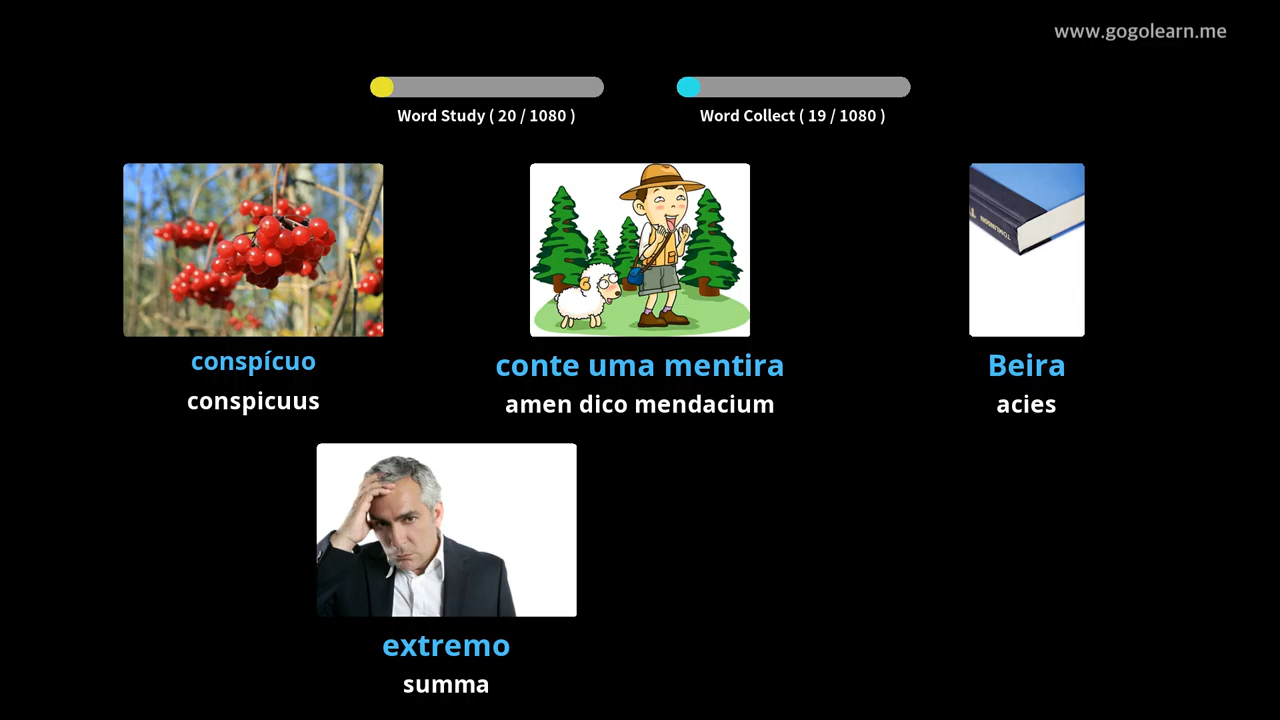 www.gogolearn.me
Word Study ( 20 / 1080 )
Word Collect ( 19 / 1080 )
TOMLINSON
conspícuo
conspicuus
conte uma mentira
amen dico mendacium
Beira
acies
extremo
summa